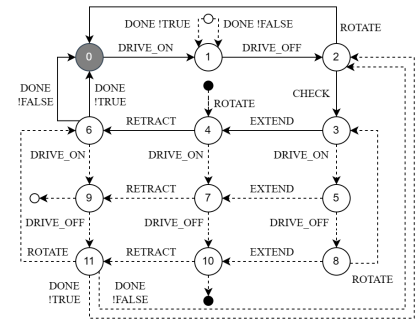 DONE !TRUE
DONE !FALSE
ROTATE
0
DRIVE_ON
1
DRIVE_OFF
2
DONE
!FALSE
DONE
!TRUE
ROTATE
CHECK
6
RETRACT
4
EXTEND
3
DRIVE_ON
DRIVE_ON
DRIVE_ON
9
RETRACT
7
EXTEND
5
DRIVE_OFF
DRIVE_OFF
DRIVE_OFF
ROTATE
11
RETRACT
10
EXTEND
8
ROTATE
DONE
!TRUE
DONE
!FALSE